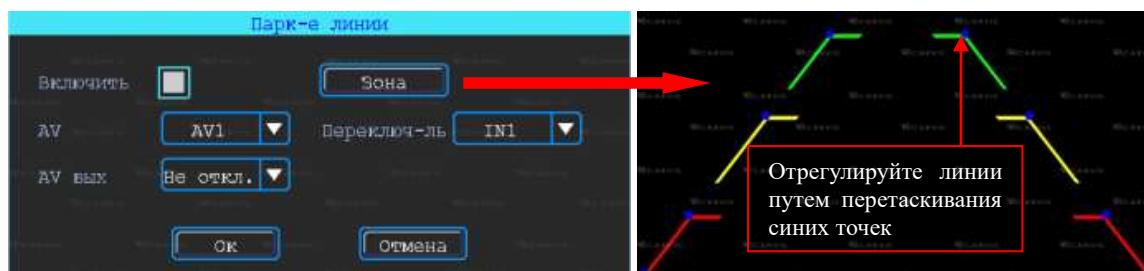 Парк-е линии
Включить Зона
AV AV1 Переключ-ль IN1
AV вых Не откл.
Ок Отмена
Отрегулируйте линии
путем перетаскивания
синих точек